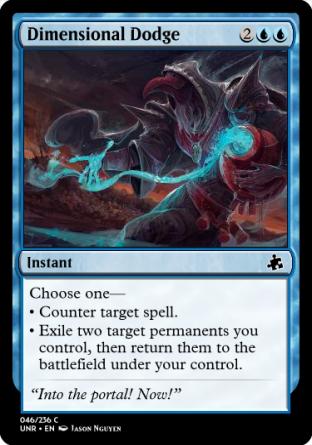 Dimensional Dodge 2
Instant
Choose one—
• Counter target spell.
• Exile two target permanents you
control, then return them to the
battlefield under your control.
“Into the portal! Now!”
046/236 C
UNR • EN Jason Nguyen